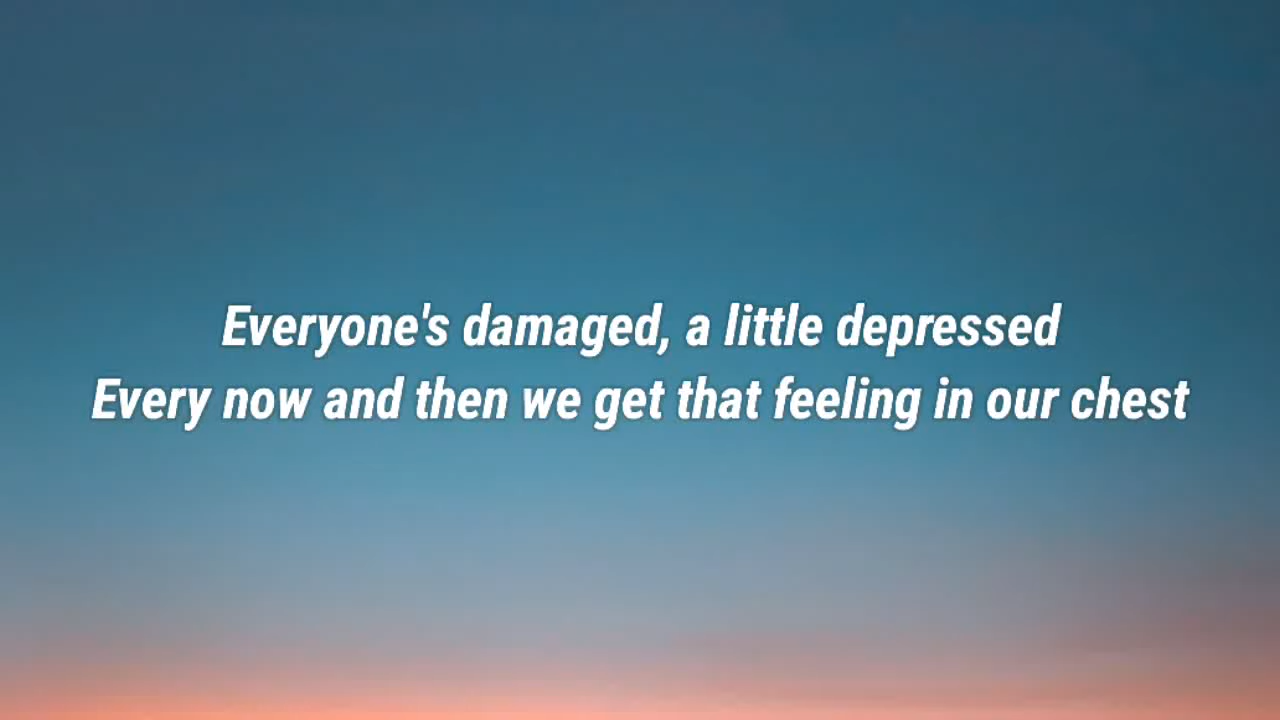 Everyone's damaged, a little depressed
Every now and then we get that feeling in our chest